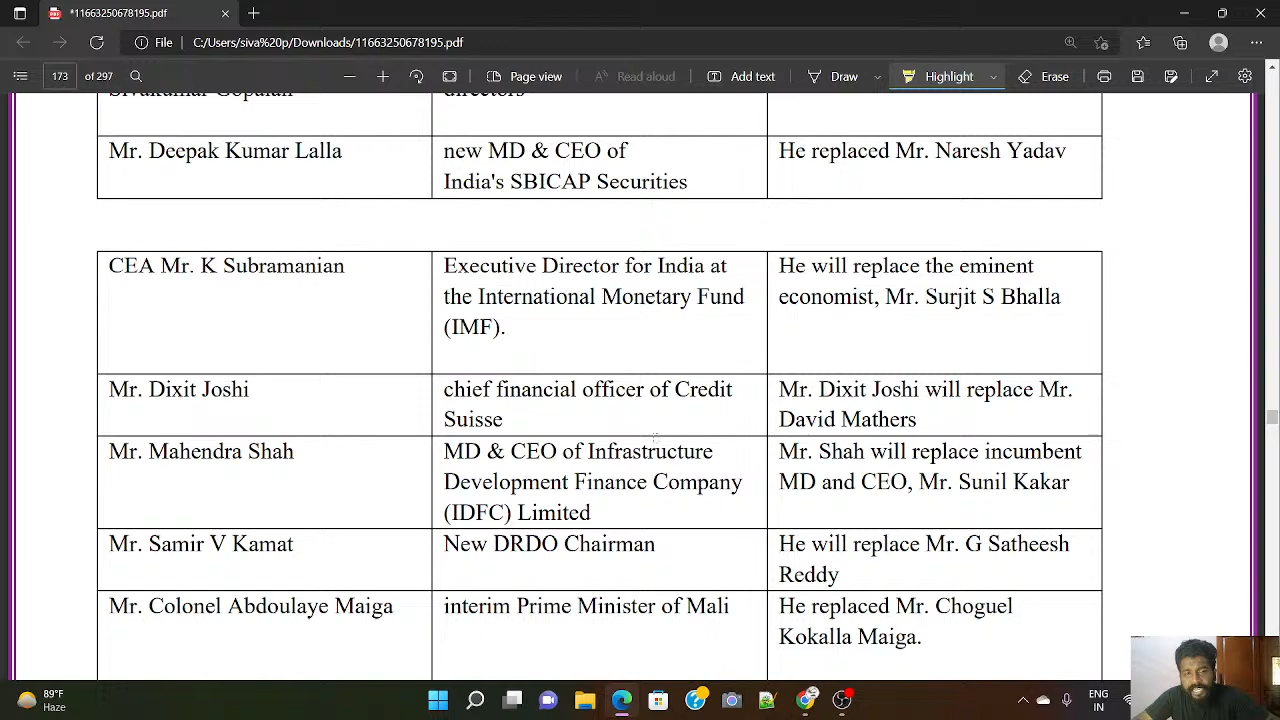 *11663250678195.pdf
File C:/Users/siva%20p/Downloads/11663250678195.pdf
173 of 297 Page view Read aloud Add text Draw Highlight Erase
Sivakumar Gopalan directors
Mr. Deepak Kumar Lalla
new MD & CEO of
India's SBICAP Securities
He replaced Mr. Naresh Yadav
CEA Mr. K Subramanian
Executive Director for India at
the International Monetary Fund
(IMF).
He will replace the eminent
economist, Mr. Surjit S Bhalla
Mr. Dixit Joshi
chief financial officer of Credit
Suisse
Mr. Dixit Joshi will replace Mr.
David Mathers
Mr. Mahendra Shah
MD & CEO of Infrastructure
Development Finance Company
(IDFC) Limited
Mr. Shah will replace incumbent
MD and CEO, Mr. Sunil Kakar
Mr. Samir V Kamat
New DRDO Chairman
He will replace Mr. G Satheesh
Reddy
Mr. Colonel Abdoulaye Maiga
interim Prime Minister of Mali
He replaced Mr. Choguel
Kokalla Maiga.
89°F
Haze
ENG
IN